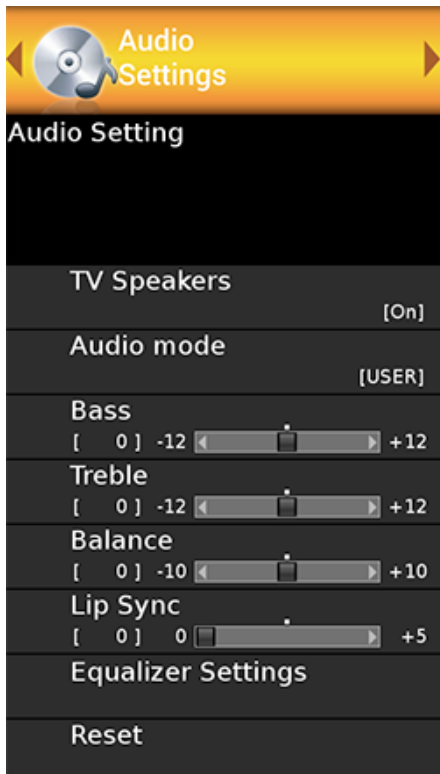 Audio
Settings
Audio Setting
TV Speakers
[On]
Audio mode
[USER]
Bass
[ 0 ] -12 +12
Treble
[ 0 ] -12 +12
Balance
[ 0 ] -10 +10
Lip Sync
[ 0 ] 0 +5
Equalizer Settings
Reset